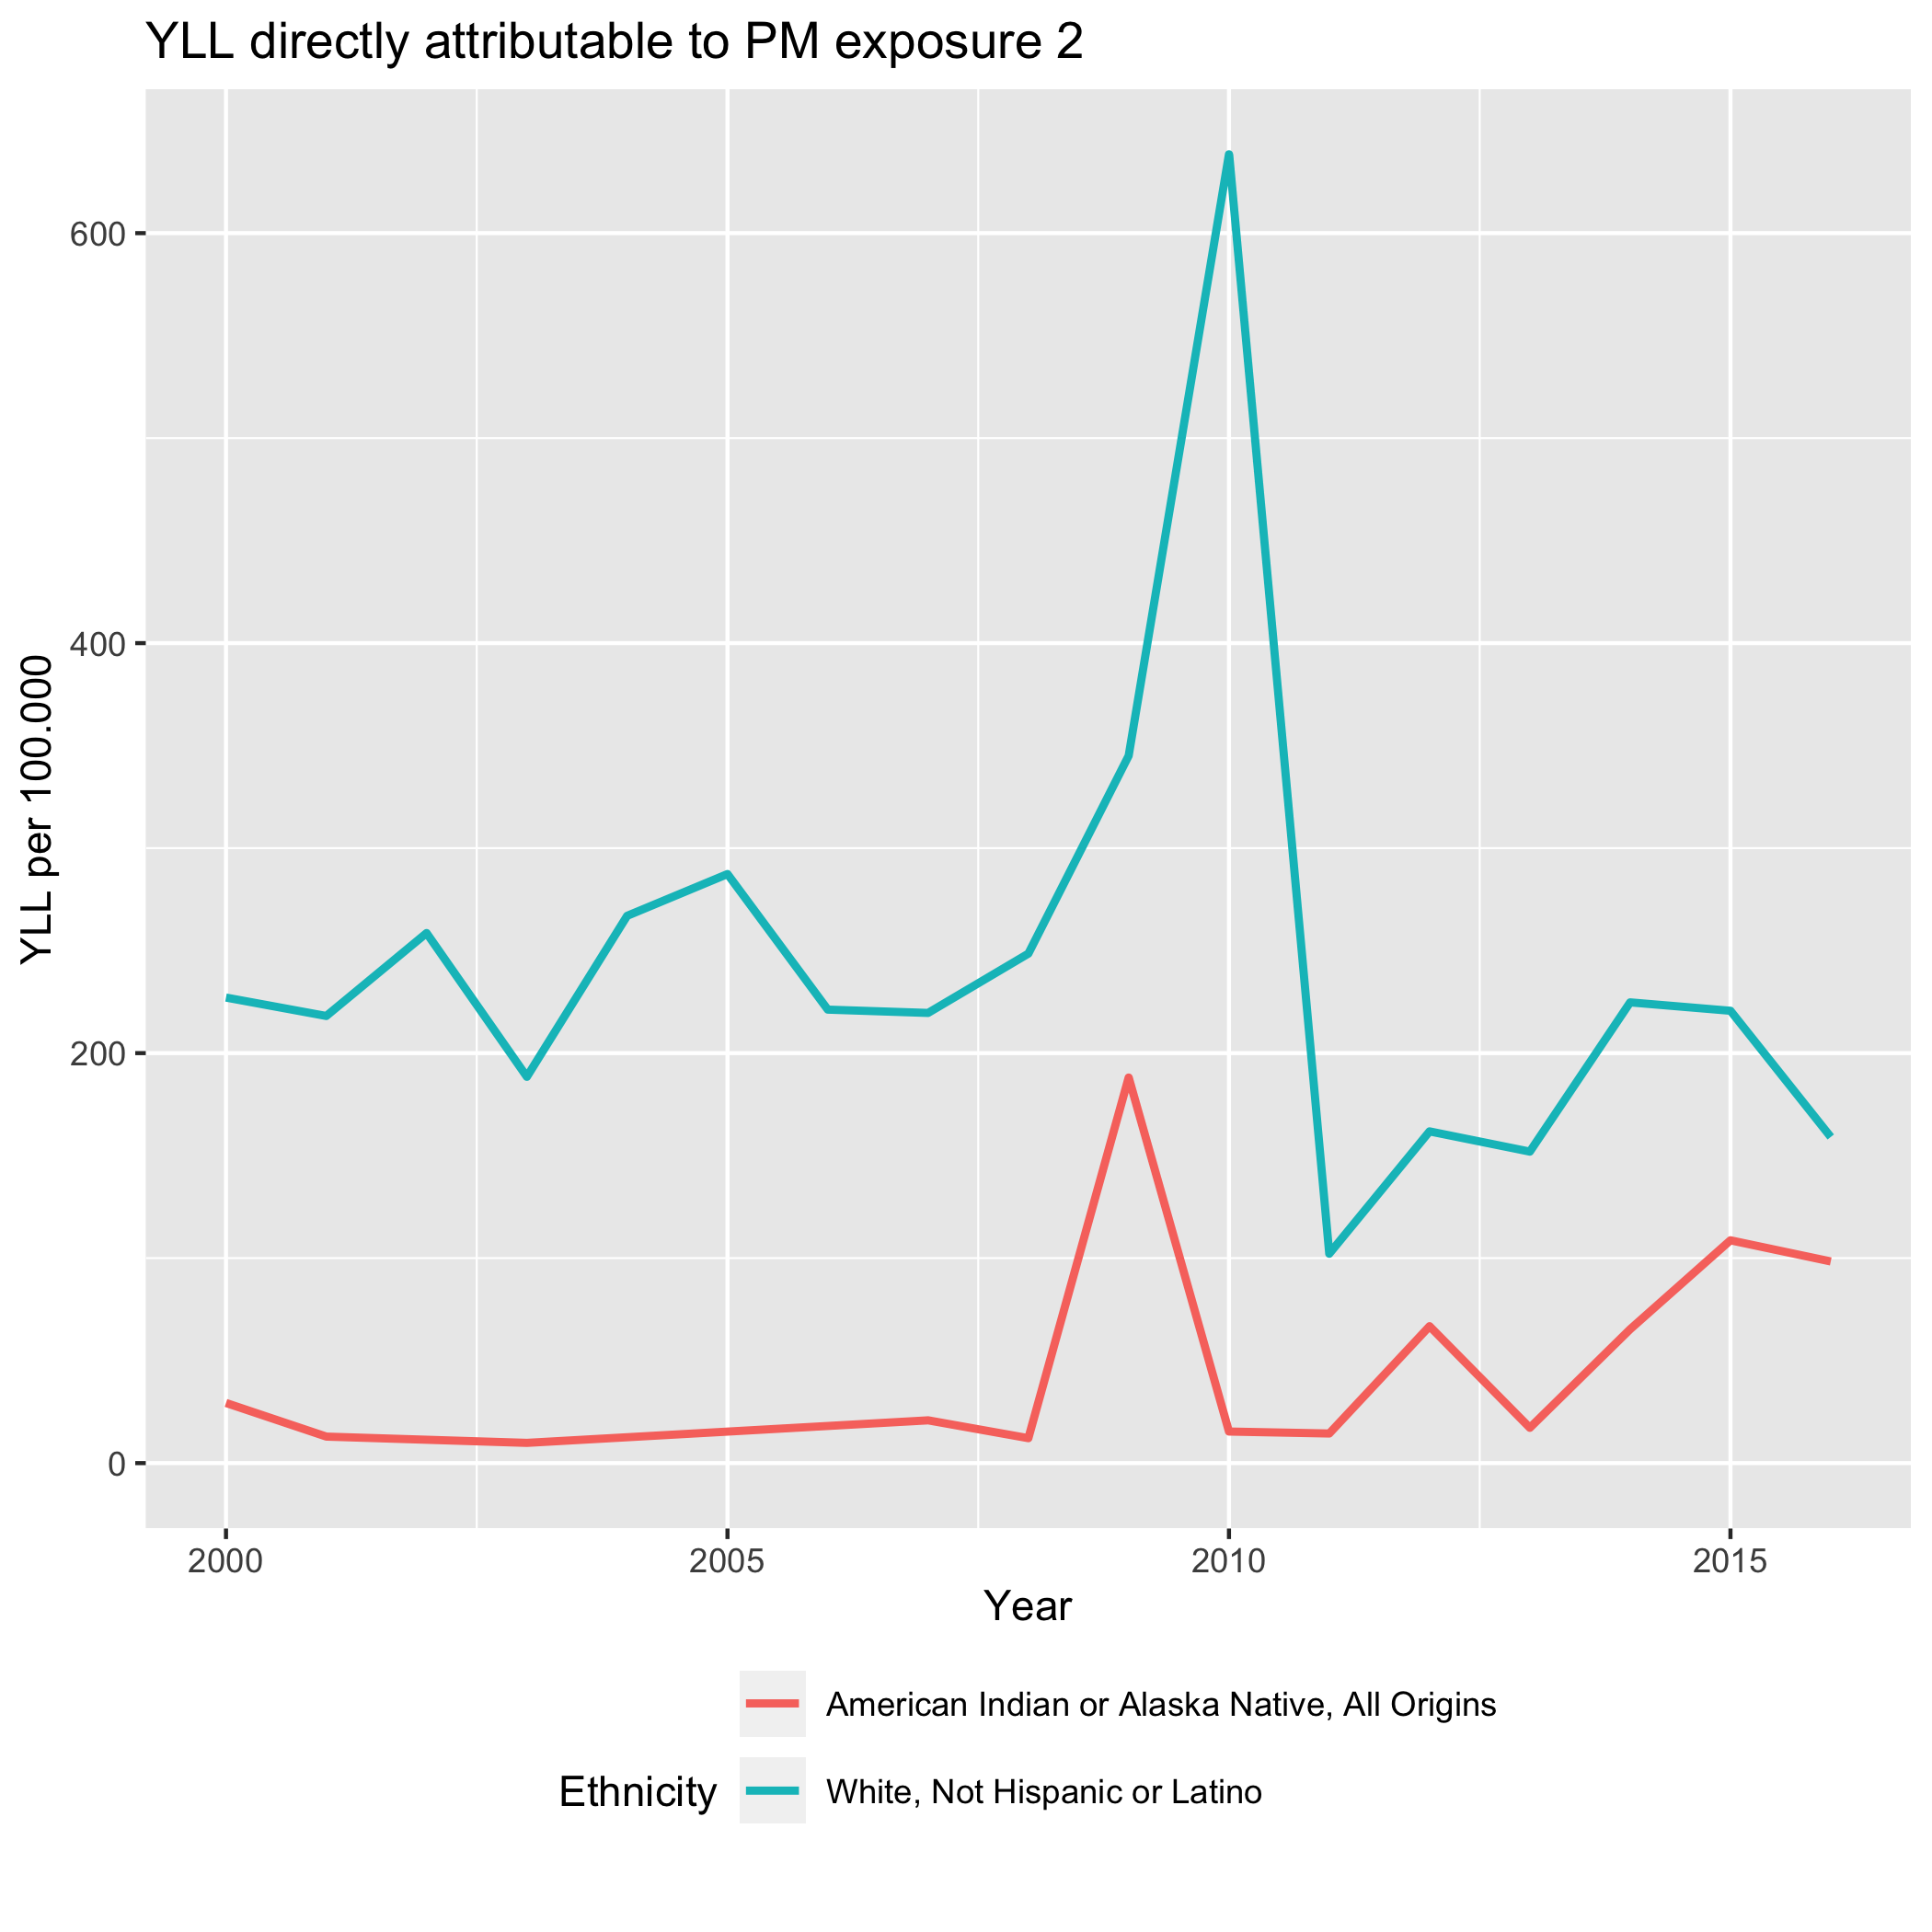 YLL directly attributable to PM exposure 2
YLL per 100.000
600
400
200
0
2000 2005 2010 2015
Year
Ethnicity
American Indian or Alaska Native, All Origins
White, Not Hispanic or Latino